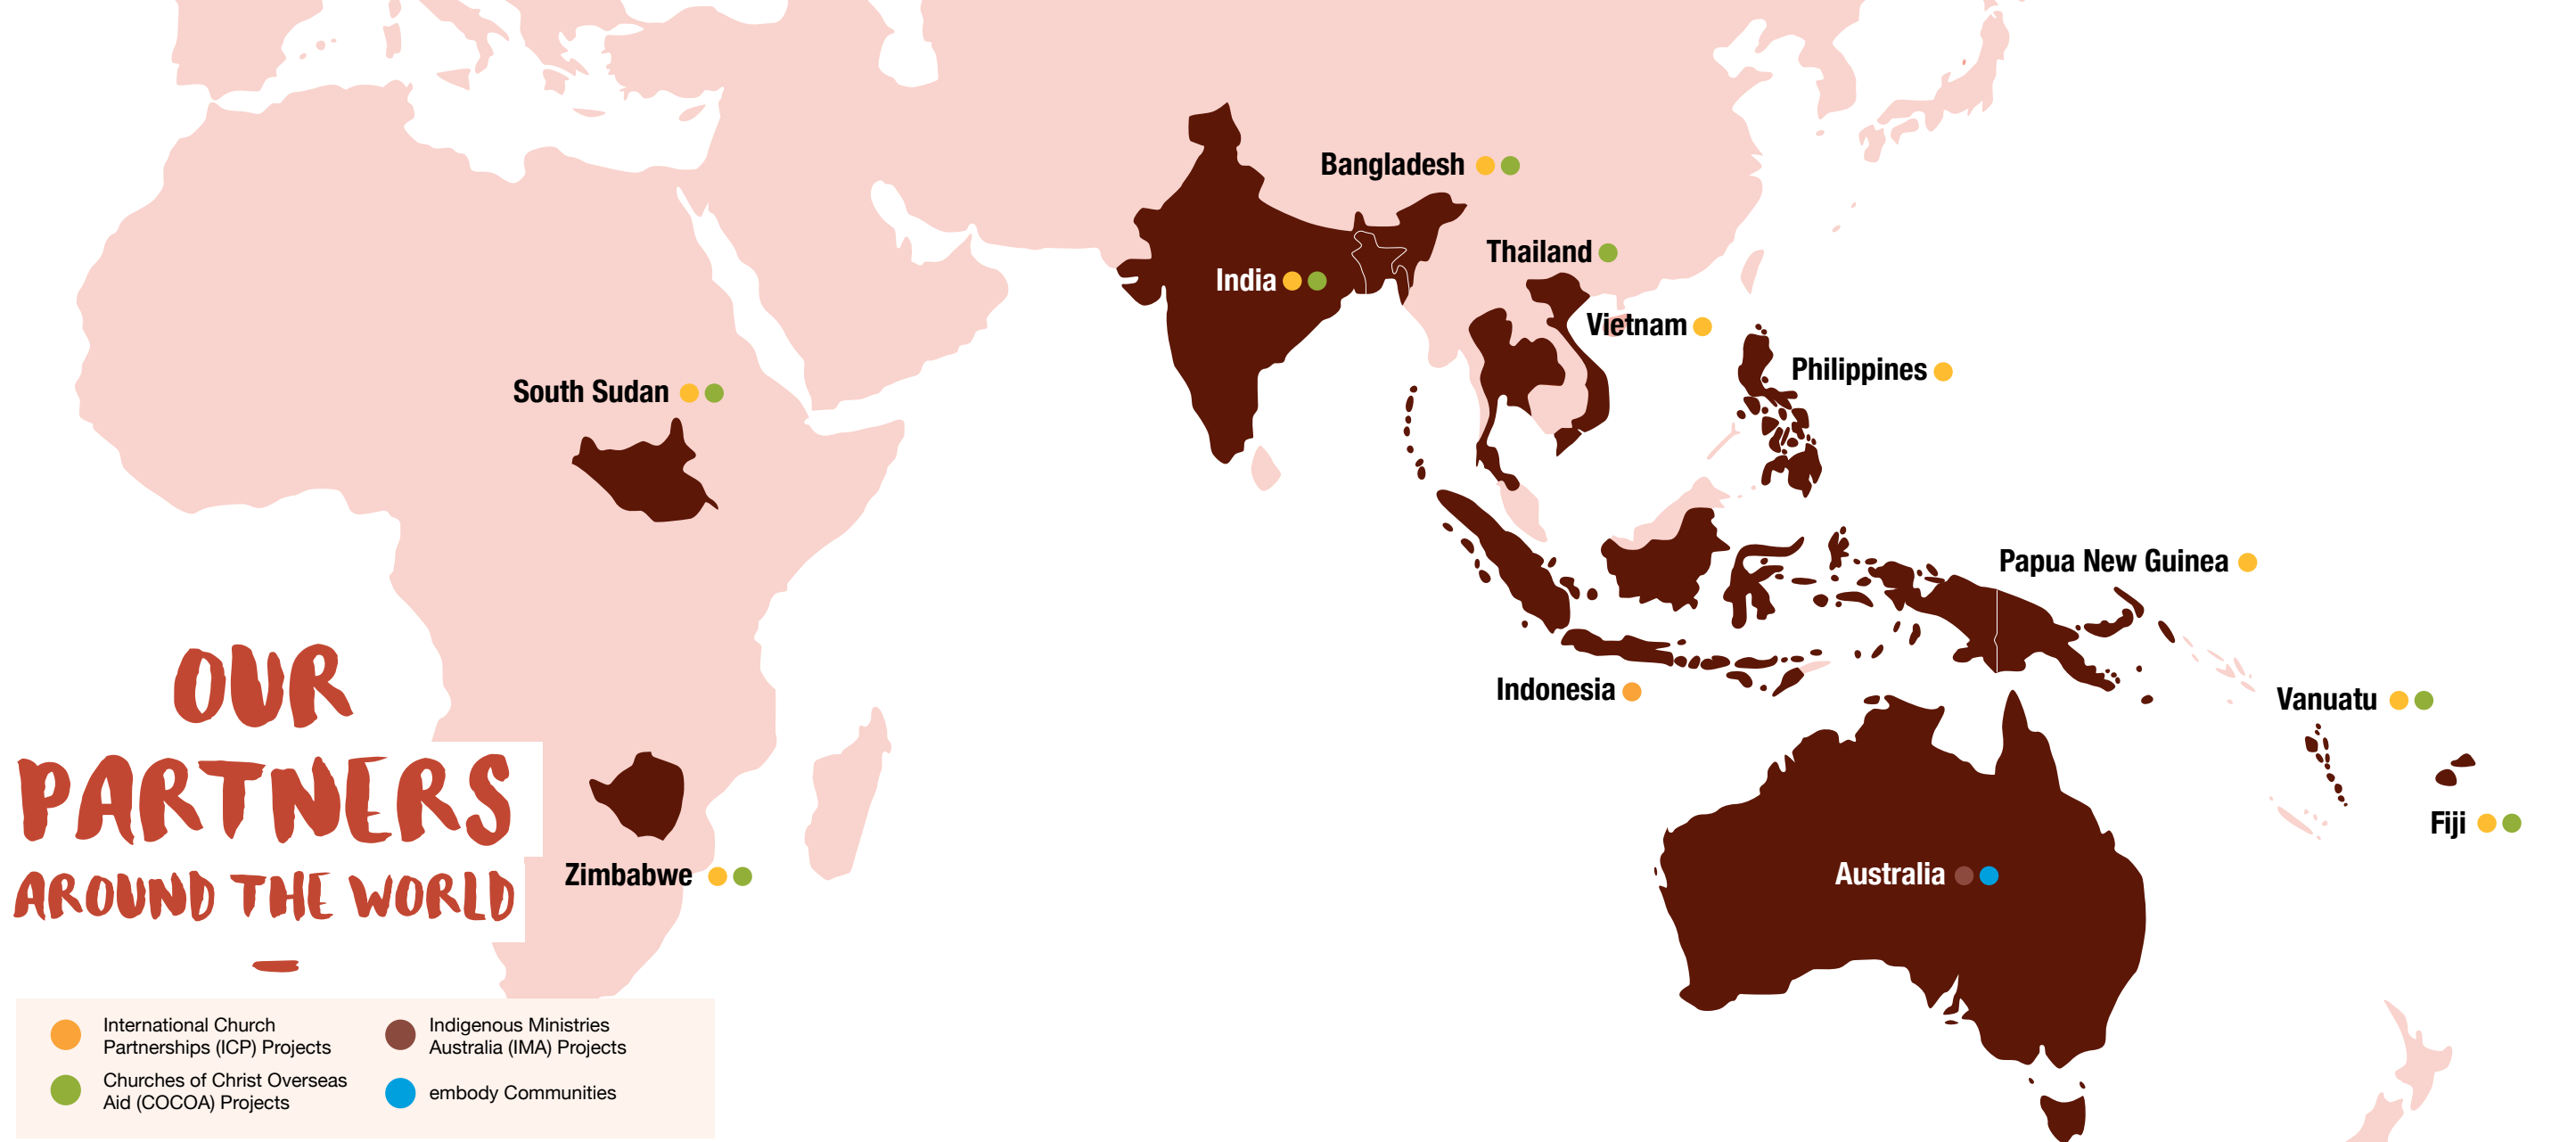 Bangladesh
Thailand
India
Vietnam
Philippines
South Sudan
Papua New Guinea
Indonesia
Vanuatu
Fiji
Australia
Zimbabwe
OUR
PARTNERS
AROUND THE WORLD
International Church
Partnerships (ICP) Projects
Churches of Christ Overseas
Aid (COCOA) Projects
Indigenous Ministries
Australia (IMA) Projects
embody Communities